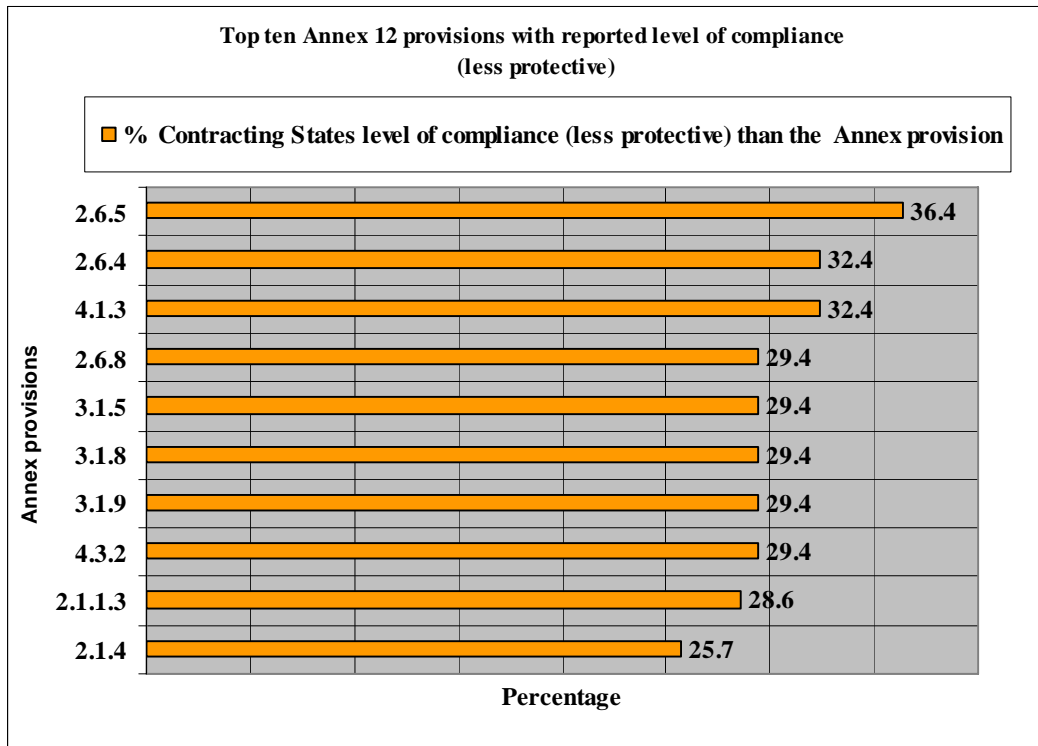 Top ten Annex 12 provisions with reported level of compliance
(less protective)
% Contracting States level of compliance (less protective) than the Annex provision
Annex provisions
2.6.5 36.4
2.6.4 32.4
4.1.3 32.4
2.6.8 29.4
3.1.5 29.4
3.1.8 29.4
3.1.9 29.4
4.3.2 29.4
2.1.1.3 28.6
2.1.4 25.7
Percentage